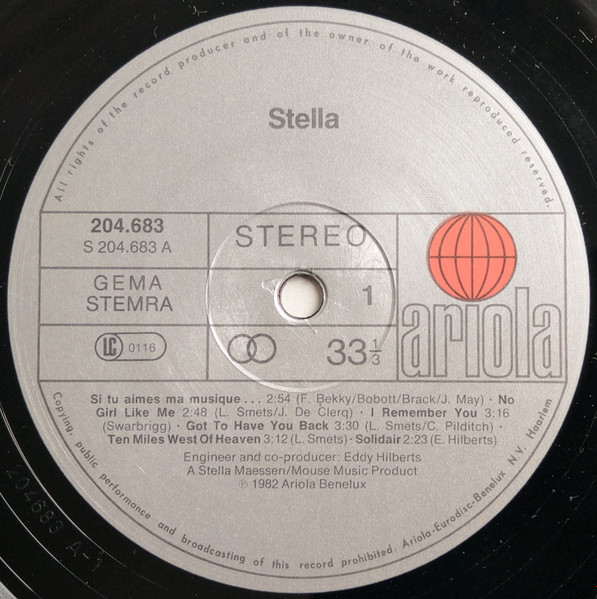 All rights of the record producer and of the owner of the work reproduced reserved.
Stella
204.683
S 204.683 A
STEREO
GEMA
STEMRA
1
LC 0116
33 1/3
ariola
Si tu aimes ma musique... 2:54 (F. Bekky/Bobott/Brack/J. May) · No
Girl Like Me 2:48 (L. Smets/J. De Clerq) · I Remember You 3:16
(Swarbrigg) · Got To Have You Back 3:30 (L. Smets/C. Pilditch) ·
Ten Miles West Of Heaven 3:12 (L. Smets) · Solidair 2:23 (E. Hilberts)
Engineer and co-producer: Eddy Hilberts
A Stella Maessen/Mouse Music Product
℗ 1982 Ariola Benelux
Copying, public performance and broadcasting of this record prohibited. Ariola-Eurodisc-Benelux N.V. Haarlem
204683 A-1